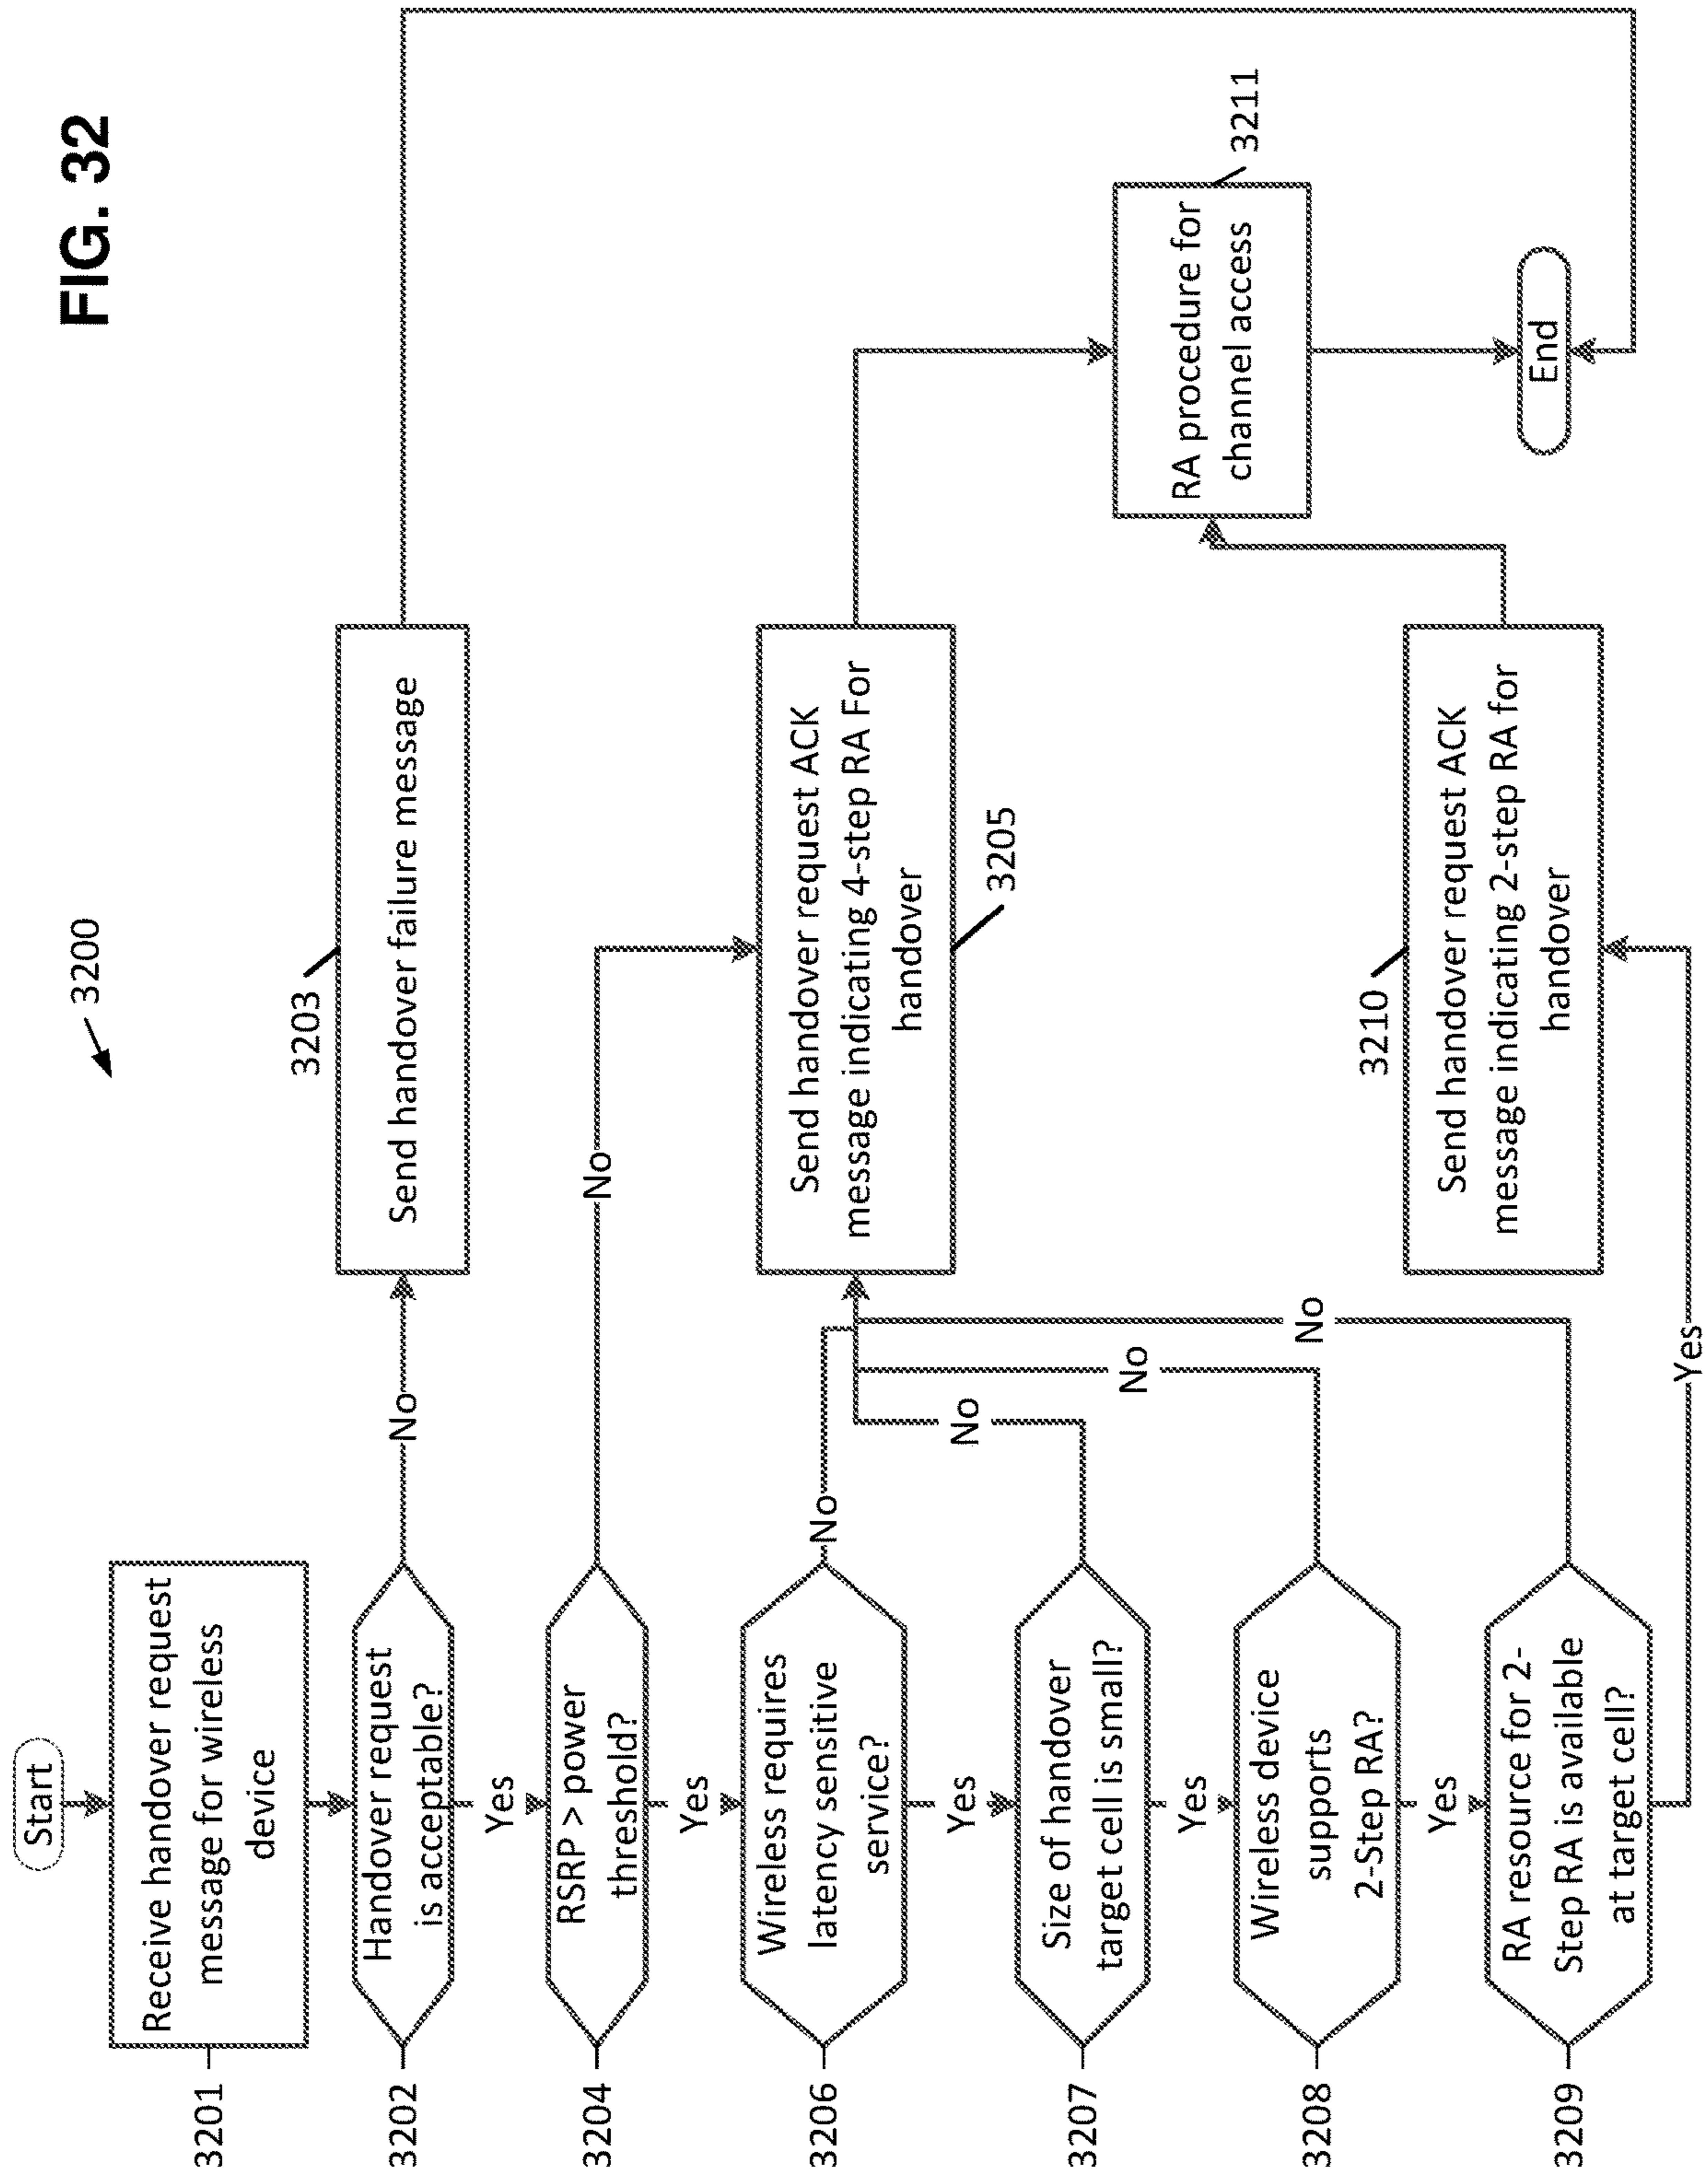 FIG. 32
3200
Start
3201
Receive handover request
message for wireless
device
3202
Handover request
is acceptable?
No
3203
Send handover failure message
Yes
3204
RSRP > power
threshold?
No
Yes
3206
Wireless requires
latency sensitive
service?
No
Send handover request ACK
message indicating 4-step RA For
handover
3205
Yes
3207
Size of handover
target cell is small?
No
Yes
3208
Wireless device
supports
2-Step RA?
No
Yes
3209
RA resource for 2-
Step RA is available
at target cell?
No
Yes
3210
Send handover request ACK
message indicating 2-step RA for
handover
RA procedure for
channel access
3211
End